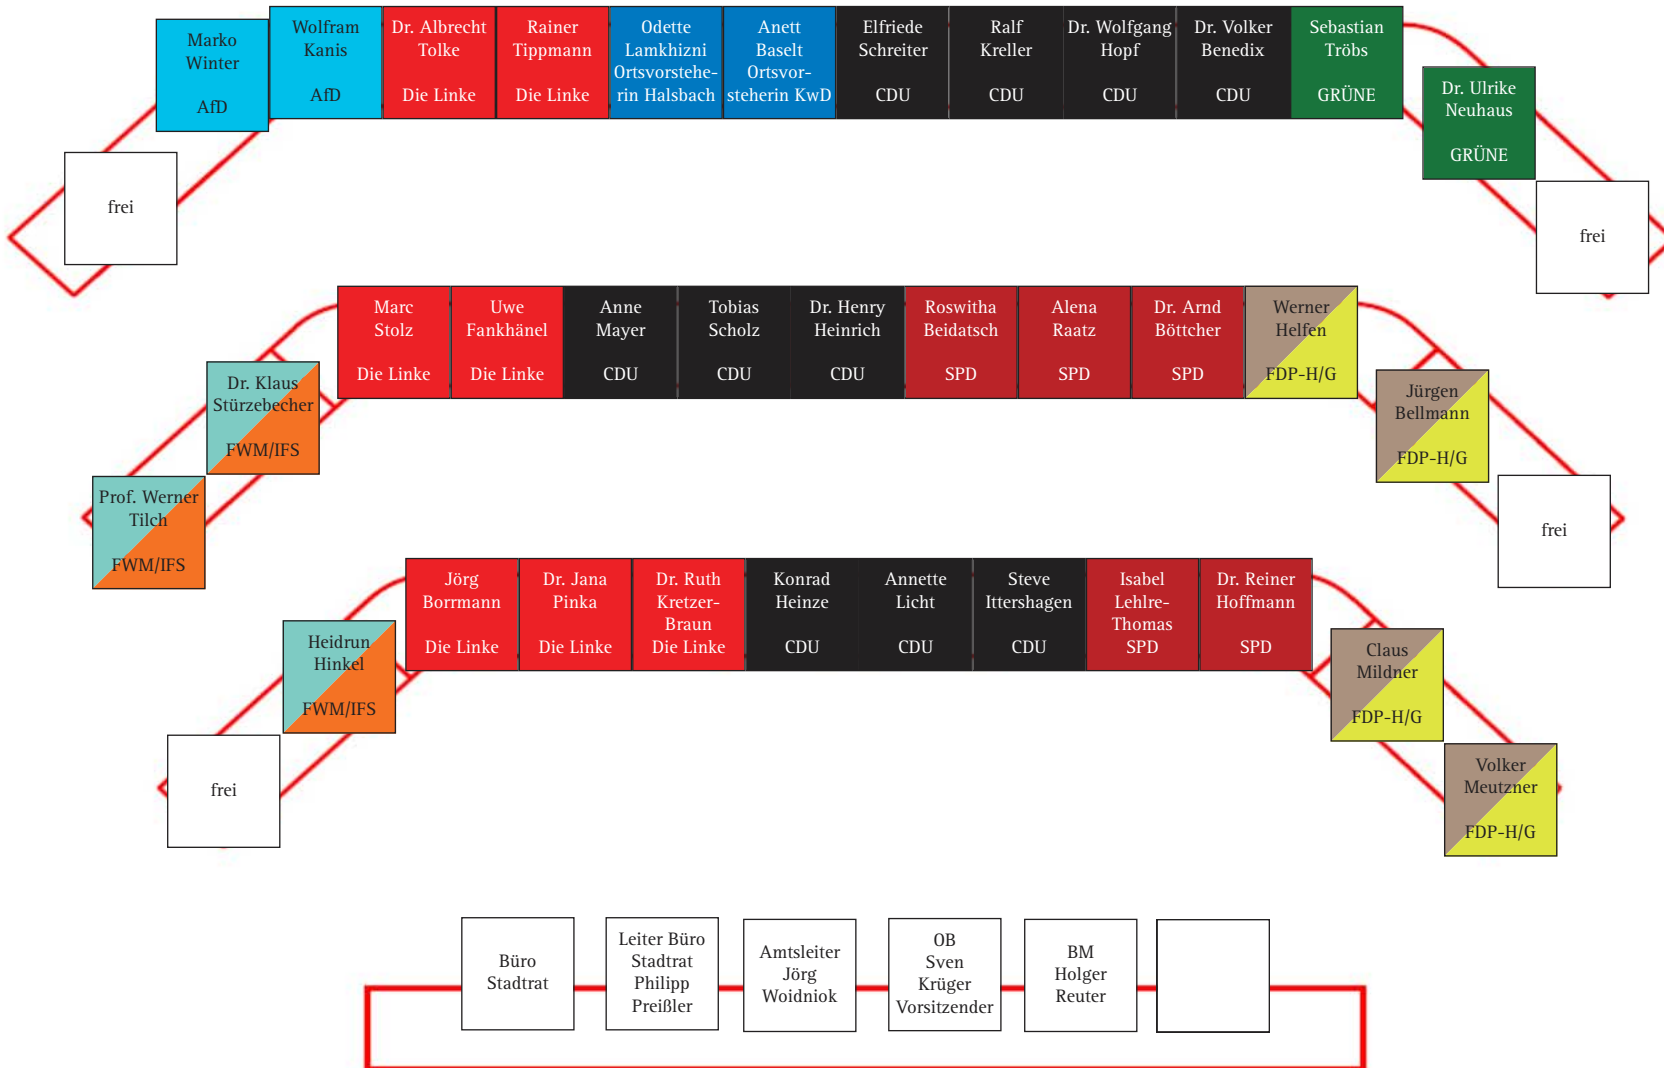 Marko
Winter
AfD
Wolfram
Kanis
AfD
Dr. Albrecht
Tolke
Die Linke
Rainer
Tippmann
Die Linke
Odette
Lamkhizni
Ortsvorstehe-
rin Halsbach
Anett
Baselt
Ortsvor-
steherin KwD
Elfriede
Schreiter
CDU
Ralf
Kreller
CDU
Dr. Wolfgang
Hopf
CDU
Dr. Volker
Benedix
CDU
Sebastian
Tröbs
GRÜNE
Dr. Ulrike
Neuhaus
GRÜNE
frei
frei
Marc
Stolz
Die Linke
Uwe
Fankhänel
Die Linke
Anne
Mayer
CDU
Tobias
Scholz
CDU
Dr. Henry
Heinrich
CDU
Roswitha
Beidatsch
SPD
Alena
Raatz
SPD
Dr. Arnd
Böttcher
SPD
Werner
Helfen
FDP-H/G
Dr. Klaus
Stürzebecher
FWM/IFS
Jürgen
Bellmann
FDP-H/G
Prof. Werner
Tilch
FWM/IFS
frei
Jörg
Borrmann
Die Linke
Dr. Jana
Pinka
Die Linke
Dr. Ruth
Kretzer-
Braun
Die Linke
Konrad
Heinze
CDU
Annette
Licht
CDU
Steve
Ittershagen
CDU
Isabel
Lehlre-
Thomas
SPD
Dr. Reiner
Hoffmann
SPD
Heidrun
Hinkel
FWM/IFS
Claus
Mildner
FDP-H/G
frei
Volker
Meutzner
FDP-H/G
Büro
Stadtrat
Leiter Büro
Stadtrat
Philipp
Preißler
Amtsleiter
Jörg
Woidniok
OB
Sven
Krüger
Vorsitzender
BM
Holger
Reuter